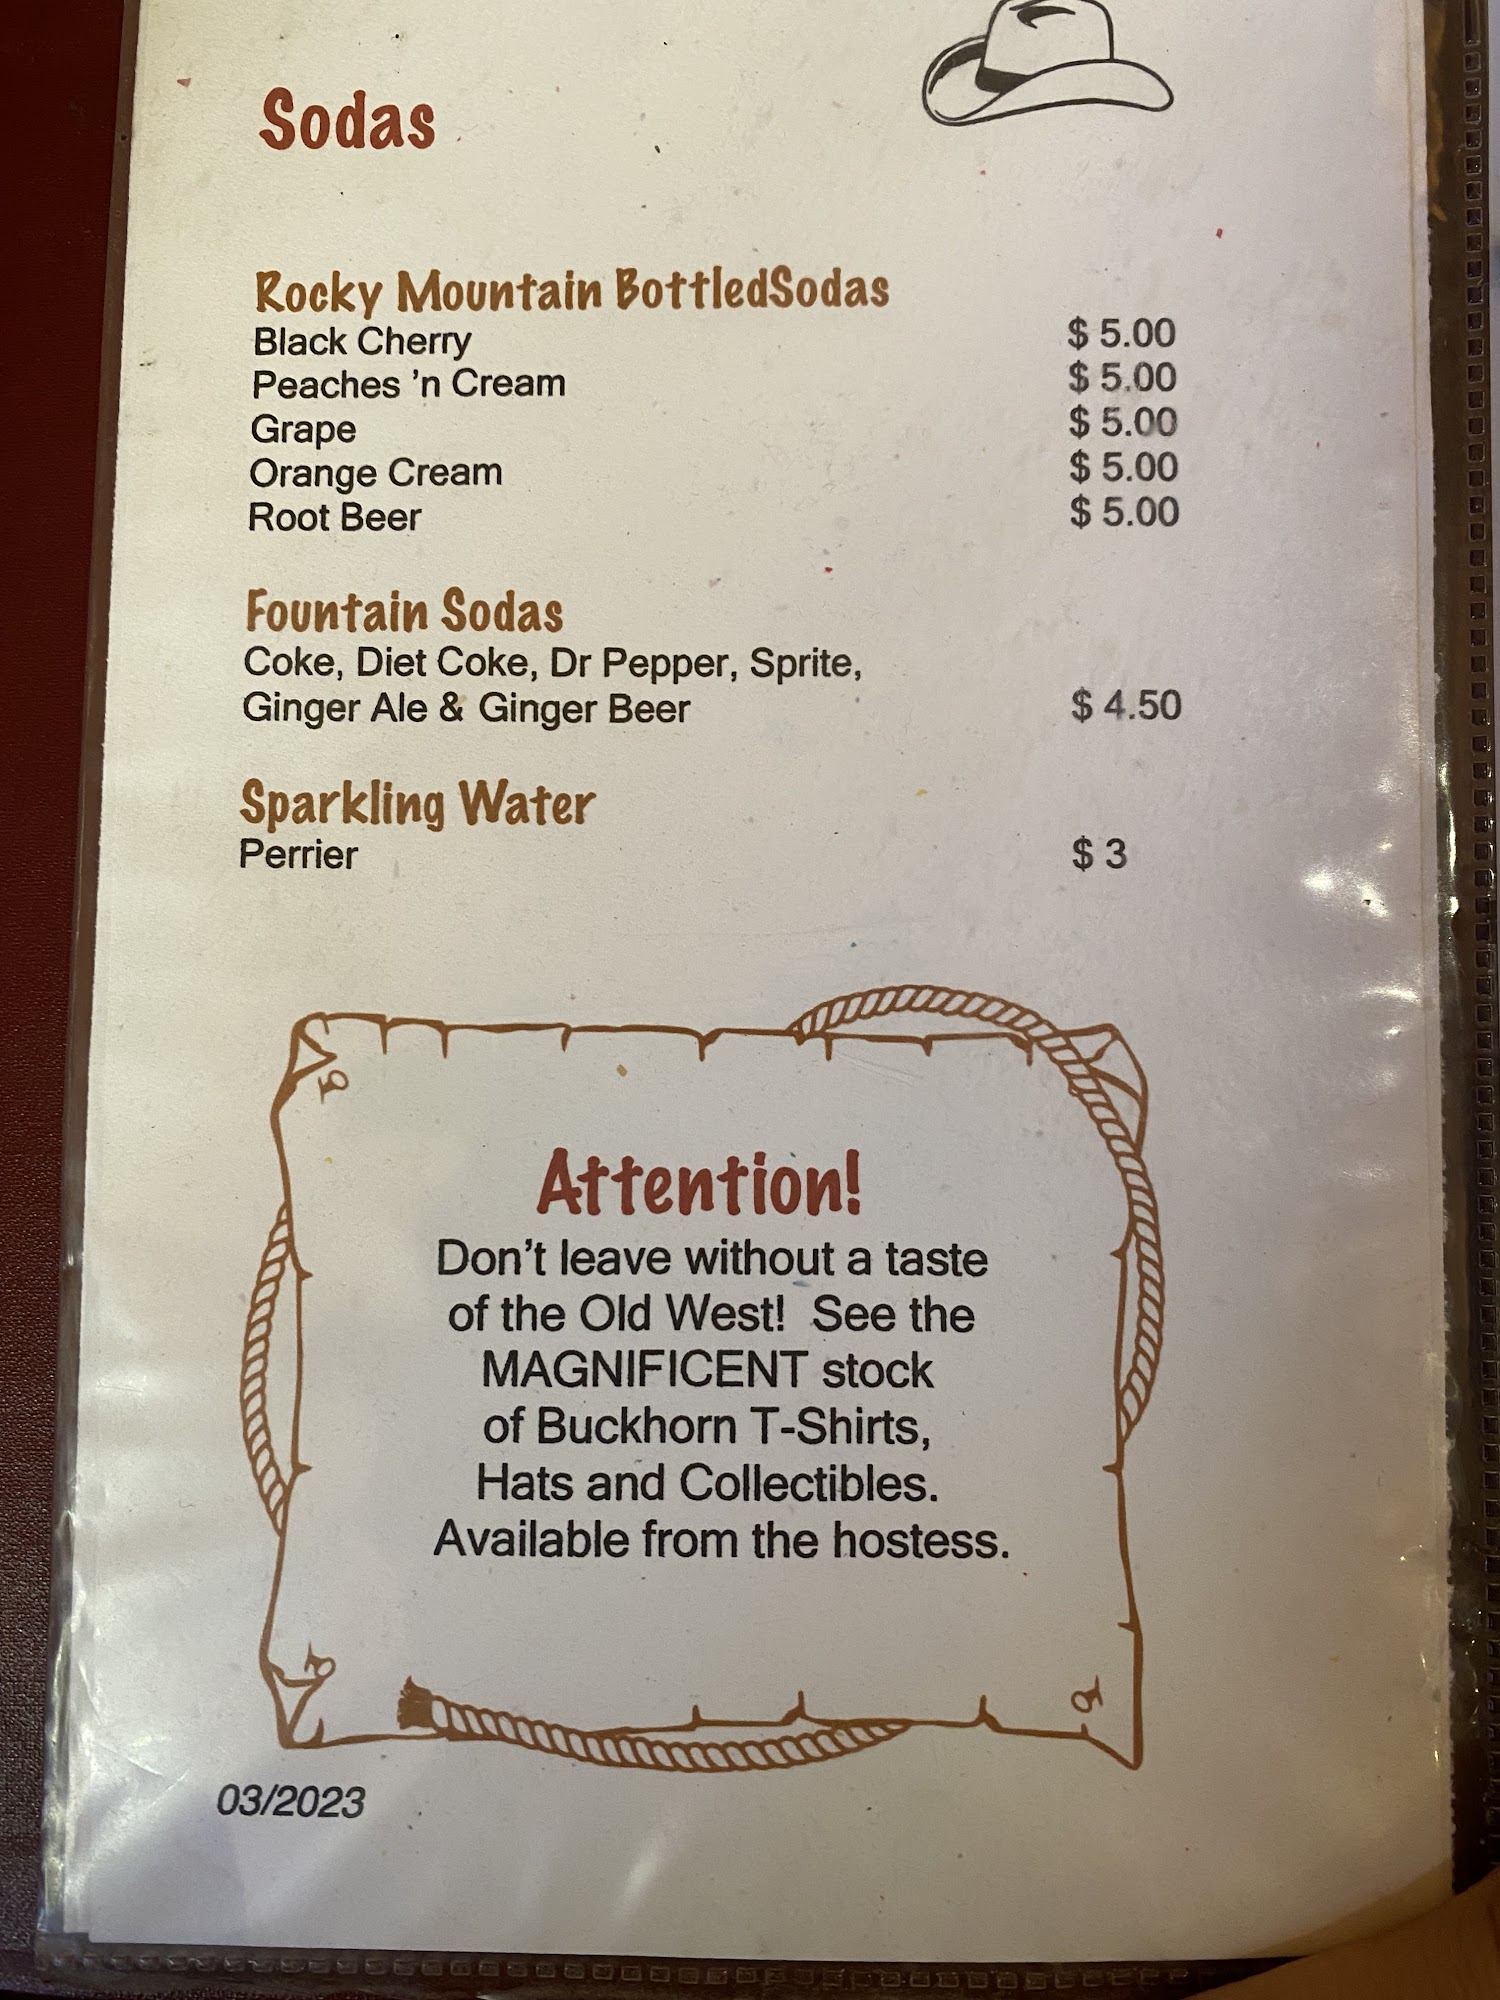 Sodas
Rocky Mountain BottledSodas
Black Cherry $ 5.00
Peaches 'n Cream $ 5.00
Grape $ 5.00
Orange Cream $ 5.00
Root Beer $ 5.00
Fountain Sodas
Coke, Diet Coke, Dr Pepper, Sprite,
Ginger Ale & Ginger Beer $ 4.50
Sparkling Water
Perrier $ 3
Attention!
Don't leave without a taste
of the Old West! See the
MAGNIFICENT stock
of Buckhorn T-Shirts,
Hats and Collectibles.
Available from the hostess.
03/2023